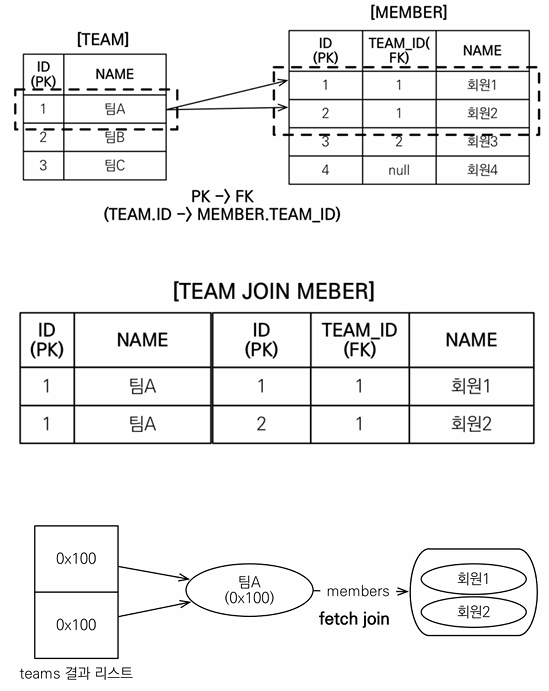 [MEMBER]
[TEAM]
ID
(PK)
NAME
1
팀A
2
팀B
3
팀C
ID
(PK)
TEAM_ID(
FK)
NAME
1
1
회원1
2
1
회원2
3
2
회원3
4
null
회원4
PK -> FK
(TEAM.ID -> MEMBER.TEAM_ID)
[TEAM JOIN MEBER]
ID
(PK)
NAME
ID
(PK)
TEAM_ID
(FK)
NAME
1
팀A
1
1
회원1
1
팀A
2
1
회원2
0x100
0x100
teams 결과 리스트
팀A
(0x100)
members
fetch join
회원1
회원2